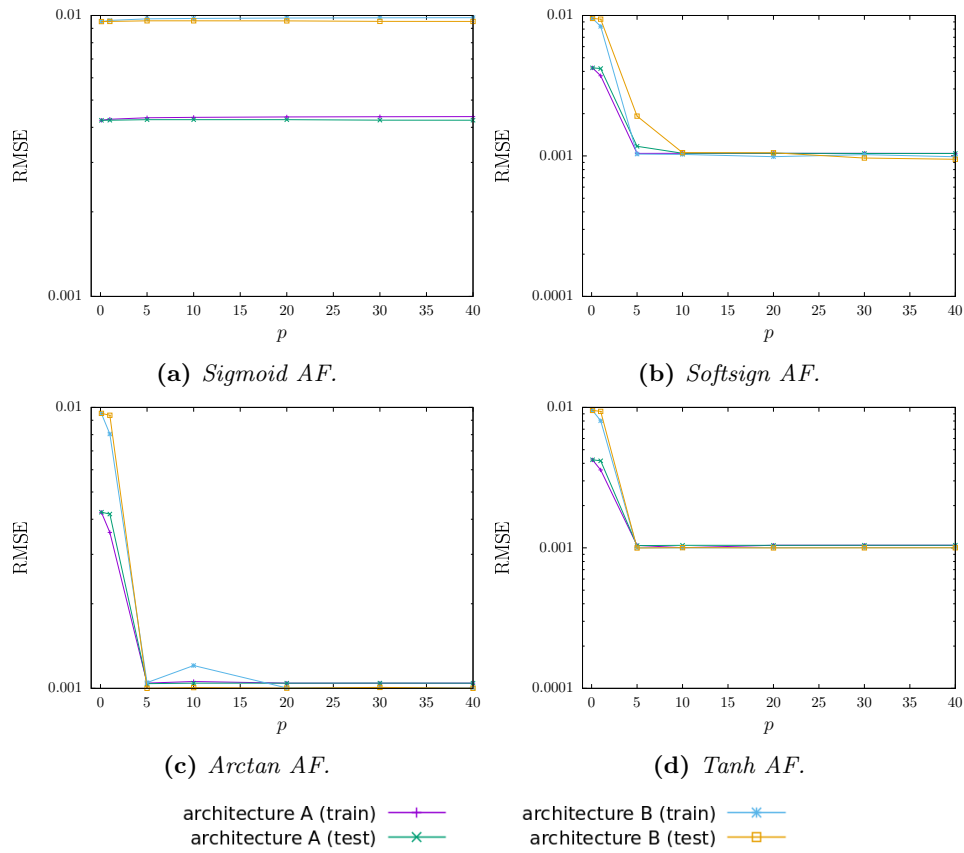 0.01
RMSE
0.001
0 5 10 15 20 25 30 35 40
p
(a) Sigmoid AF.
0.01
0.001
RMSE
0.0001
0 5 10 15 20 25 30 35 40
p
(b) Softsign AF.
0.01
RMSE
0.001
0 5 10 15 20 25 30 35 40
p
(c) Arctan AF.
0.01
RMSE
0.001
0.0001
0 5 10 15 20 25 30 35 40
p
(d) Tanh AF.
architecture A (train)
architecture A (test)
architecture B (train)
architecture B (test)